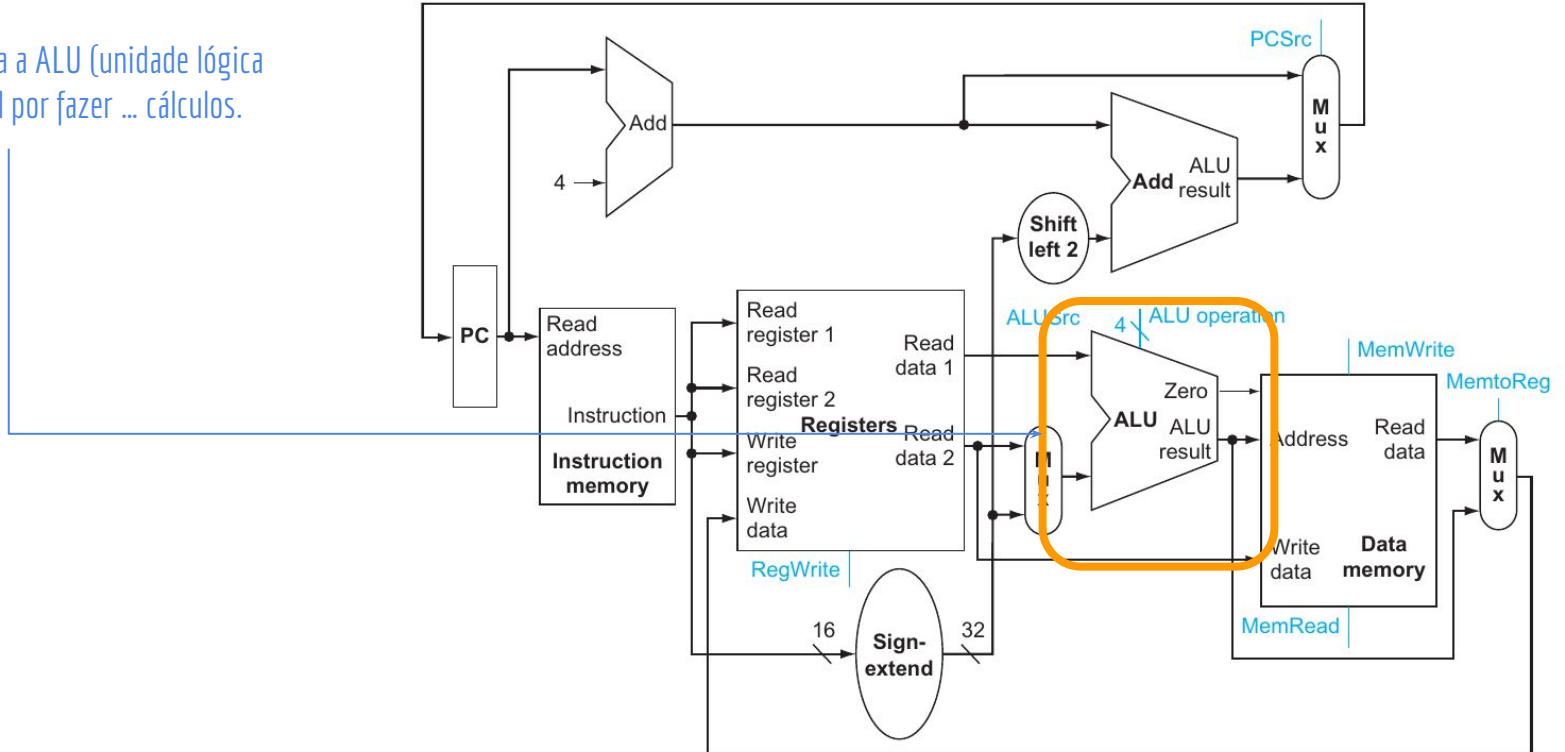 a a ALU (unidade lógica
l por fazer ... cálculos.
PCSrc
M
u
x
Add
4
Add
ALU
result
Shift
left 2
PC
Read
address
Instruction
Instruction
memory
Read
register 1
Read
register 2
Registers
Write
register
Write
data
Read
data 1
Read
data 2
RegWrite
16
Sign-
extend
32
ALUSrc
M
u
x
4
ALU operation
Zero
ALU
ALU
result
MemWrite
Address
Read
data
Write
data
Data
memory
MemRead
MemtoReg
M
u
x